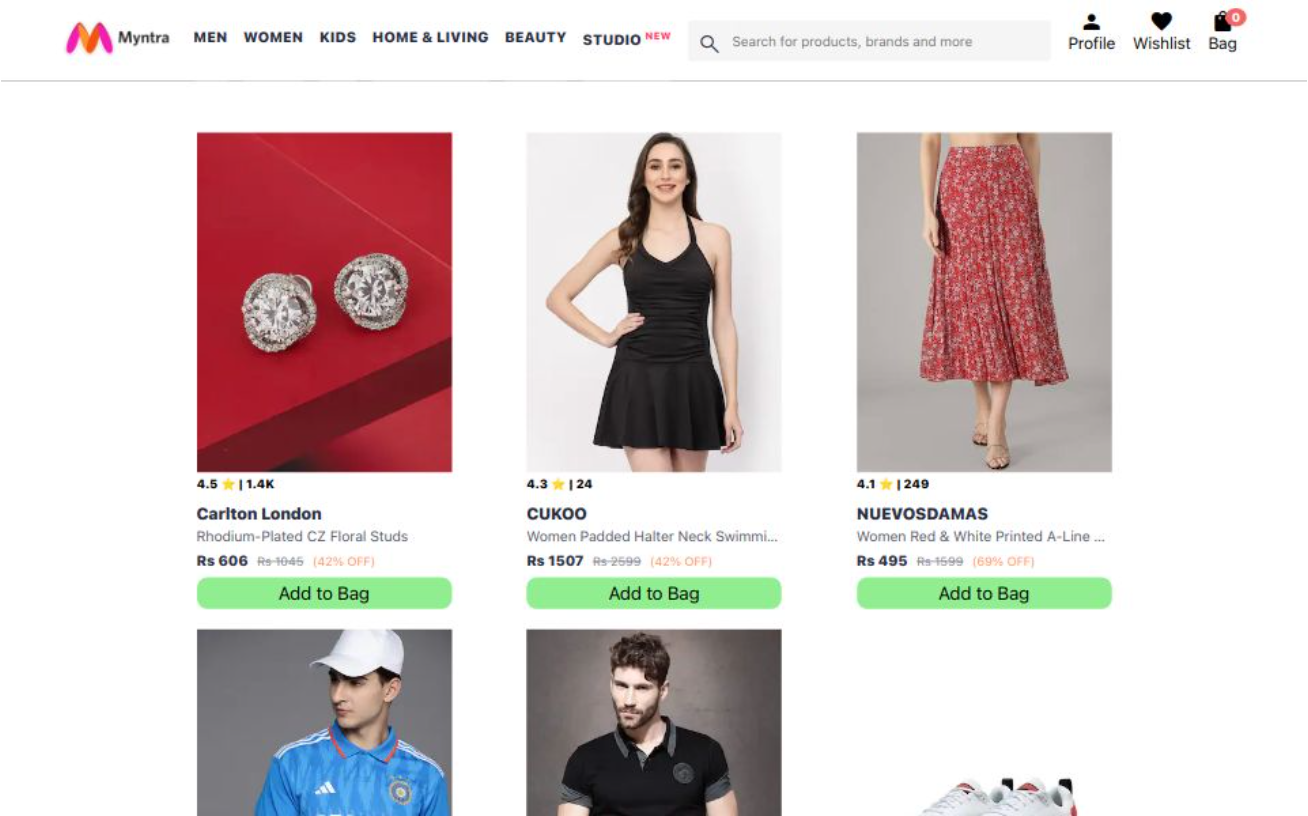 Myntra MEN WOMEN KIDS HOME & LIVING BEAUTY STUDIO NEW Search for products, brands and more Profile Wishlist Bag 0
4.5 ⭐ | 1.4K
Carlton London
Rhodium-Plated CZ Floral Studs
Rs 606 Rs 1045 (42% OFF)
Add to Bag
4.3 ⭐ | 24
CUKOO
Women Padded Halter Neck Swimmi...
Rs 1507 Rs 2599 (42% OFF)
Add to Bag
4.1 ⭐ | 249
NUEVOSDAMAS
Women Red & White Printed A-Line ...
Rs 495 Rs 1599 (69% OFF)
Add to Bag